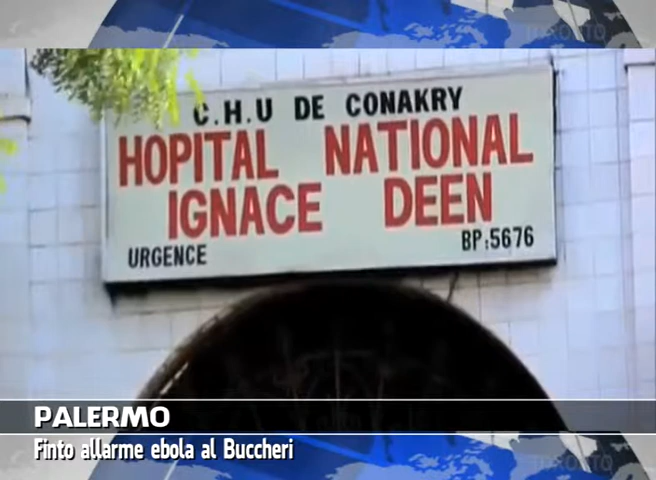 C.H.U DE CONAKRY
HOPITAL NATIONAL
IGNACE DEEN
URGENCE BP:5676
PALERMO
Finto allarme ebola al Buccheri